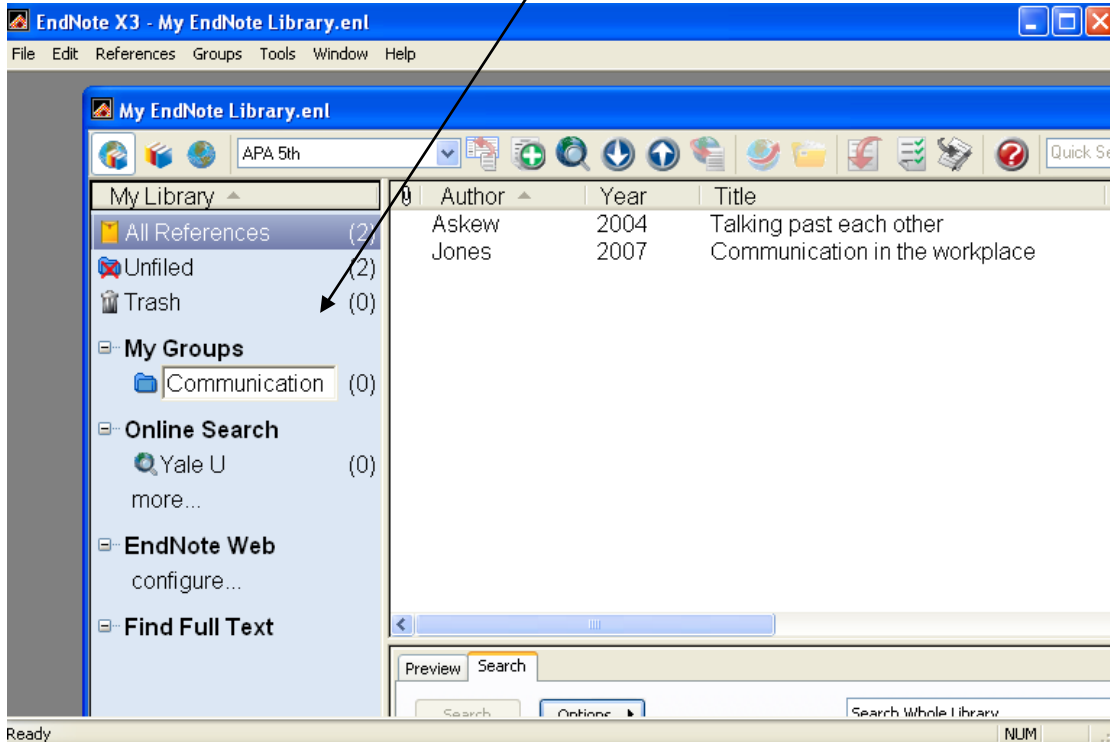 EndNote X3 - My EndNote Library.enl
File Edit References Groups Tools Window Help
My EndNote Library.enl
APA 5th
Quick Se
My Library
Author Year Title
All References (2)
Askew 2004 Talking past each other
Unfiled (2)
Jones 2007 Communication in the workplace
Trash (0)
My Groups
Communication (0)
Online Search
Yale U (0)
more...
EndNote Web
configure...
Find Full Text
Preview Search
Search Options Search Whole Library
Ready NUM